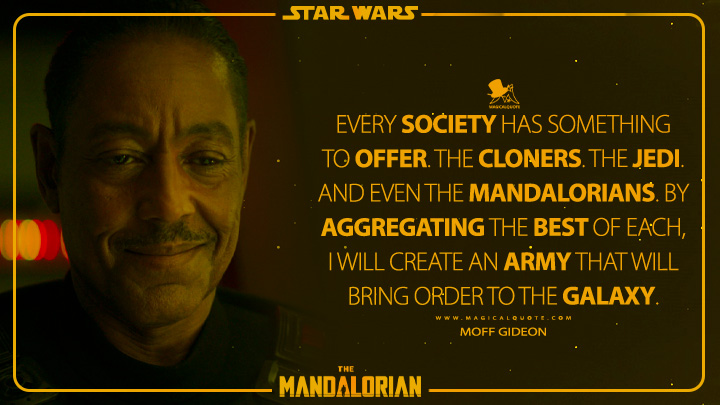 STAR WARS
MAGICALQUOTE
EVERY SOCIETY HAS SOMETHING
TO OFFER. THE CLONERS. THE JEDI.
AND EVEN THE MANDALORIANS. BY
AGGREGATING THE BEST OF EACH,
I WILL CREATE AN ARMY THAT WILL
BRING ORDER TO THE GALAXY.
WWW.MAGICALQUOTE.COM
MOFF GIDEON
THE
MANDALORIAN